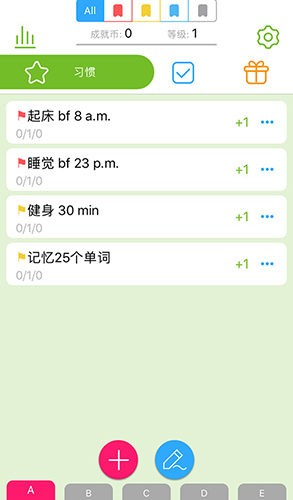 All
成就币: 0 等级: 1
习惯
起床 bf 8 a.m.
+1
0/1/0
睡觉 bf 23 p.m.
+1
0/1/0
健身 30 min
+1
0/1/0
记忆25个单词
+1
0/1/0
A B C D E